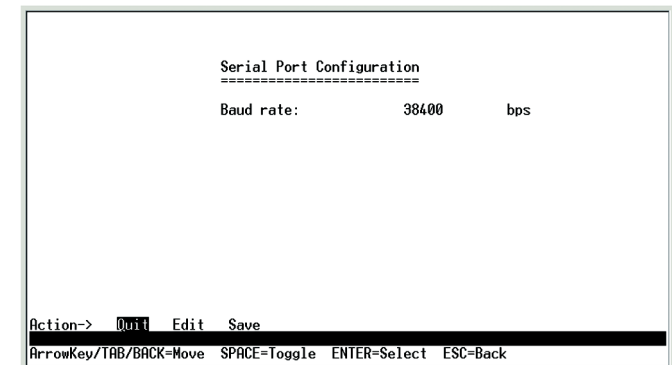 Serial Port Configuration
=========================
Baud rate: 38400 bps
Action-> Quit Edit Save
ArrowKey/TAB/BACK=Move SPACE=Toggle ENTER=Select ESC=Back